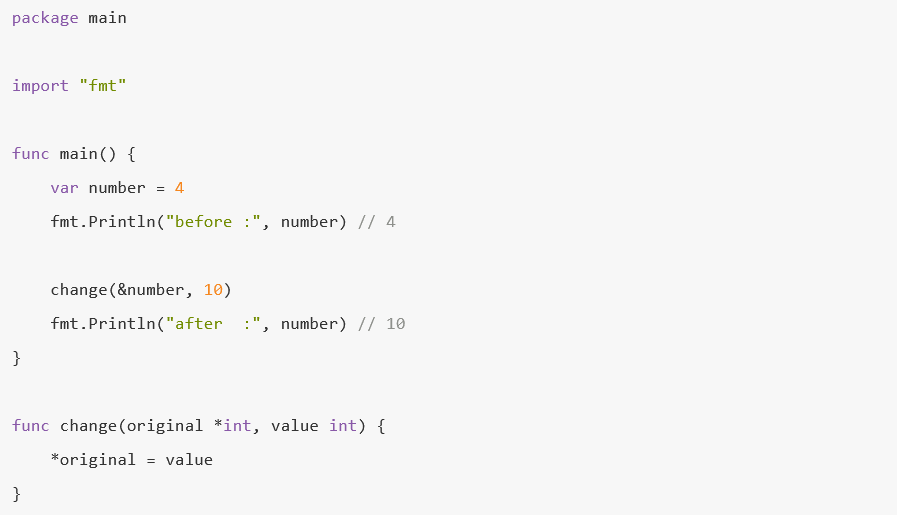 package main

import "fmt"

func main() {
    var number = 4
    fmt.Println("before :", number) // 4

    change(&number, 10)
    fmt.Println("after  :", number) // 10
}

func change(original *int, value int) {
    *original = value
}